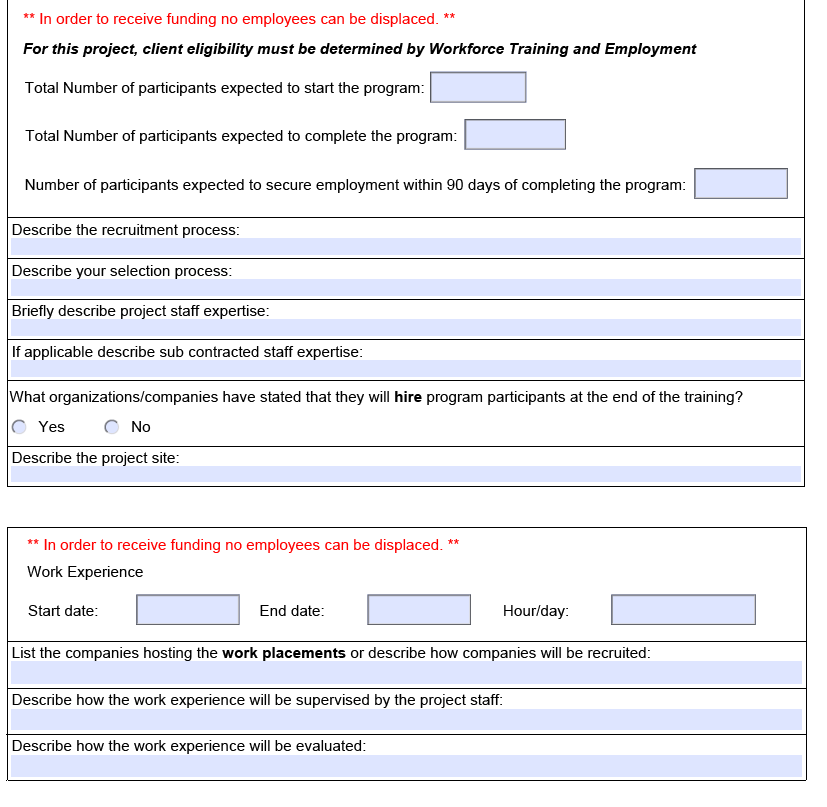 ** In order to receive funding no employees can be displaced. **
For this project, client eligibility must be determined by Workforce Training and Employment
Total Number of participants expected to start the program:
Total Number of participants expected to complete the program:
Number of participants expected to secure employment within 90 days of completing the program:
Describe the recruitment process:
Describe your selection process:
Briefly describe project staff expertise:
If applicable describe sub contracted staff expertise:
What organizations/companies have stated that they will hire program participants at the end of the training?
Yes No
Describe the project site:
** In order to receive funding no employees can be displaced. **
Work Experience
Start date: End date: Hour/day:
List the companies hosting the work placements or describe how companies will be recruited:
Describe how the work experience will be supervised by the project staff:
Describe how the work experience will be evaluated: